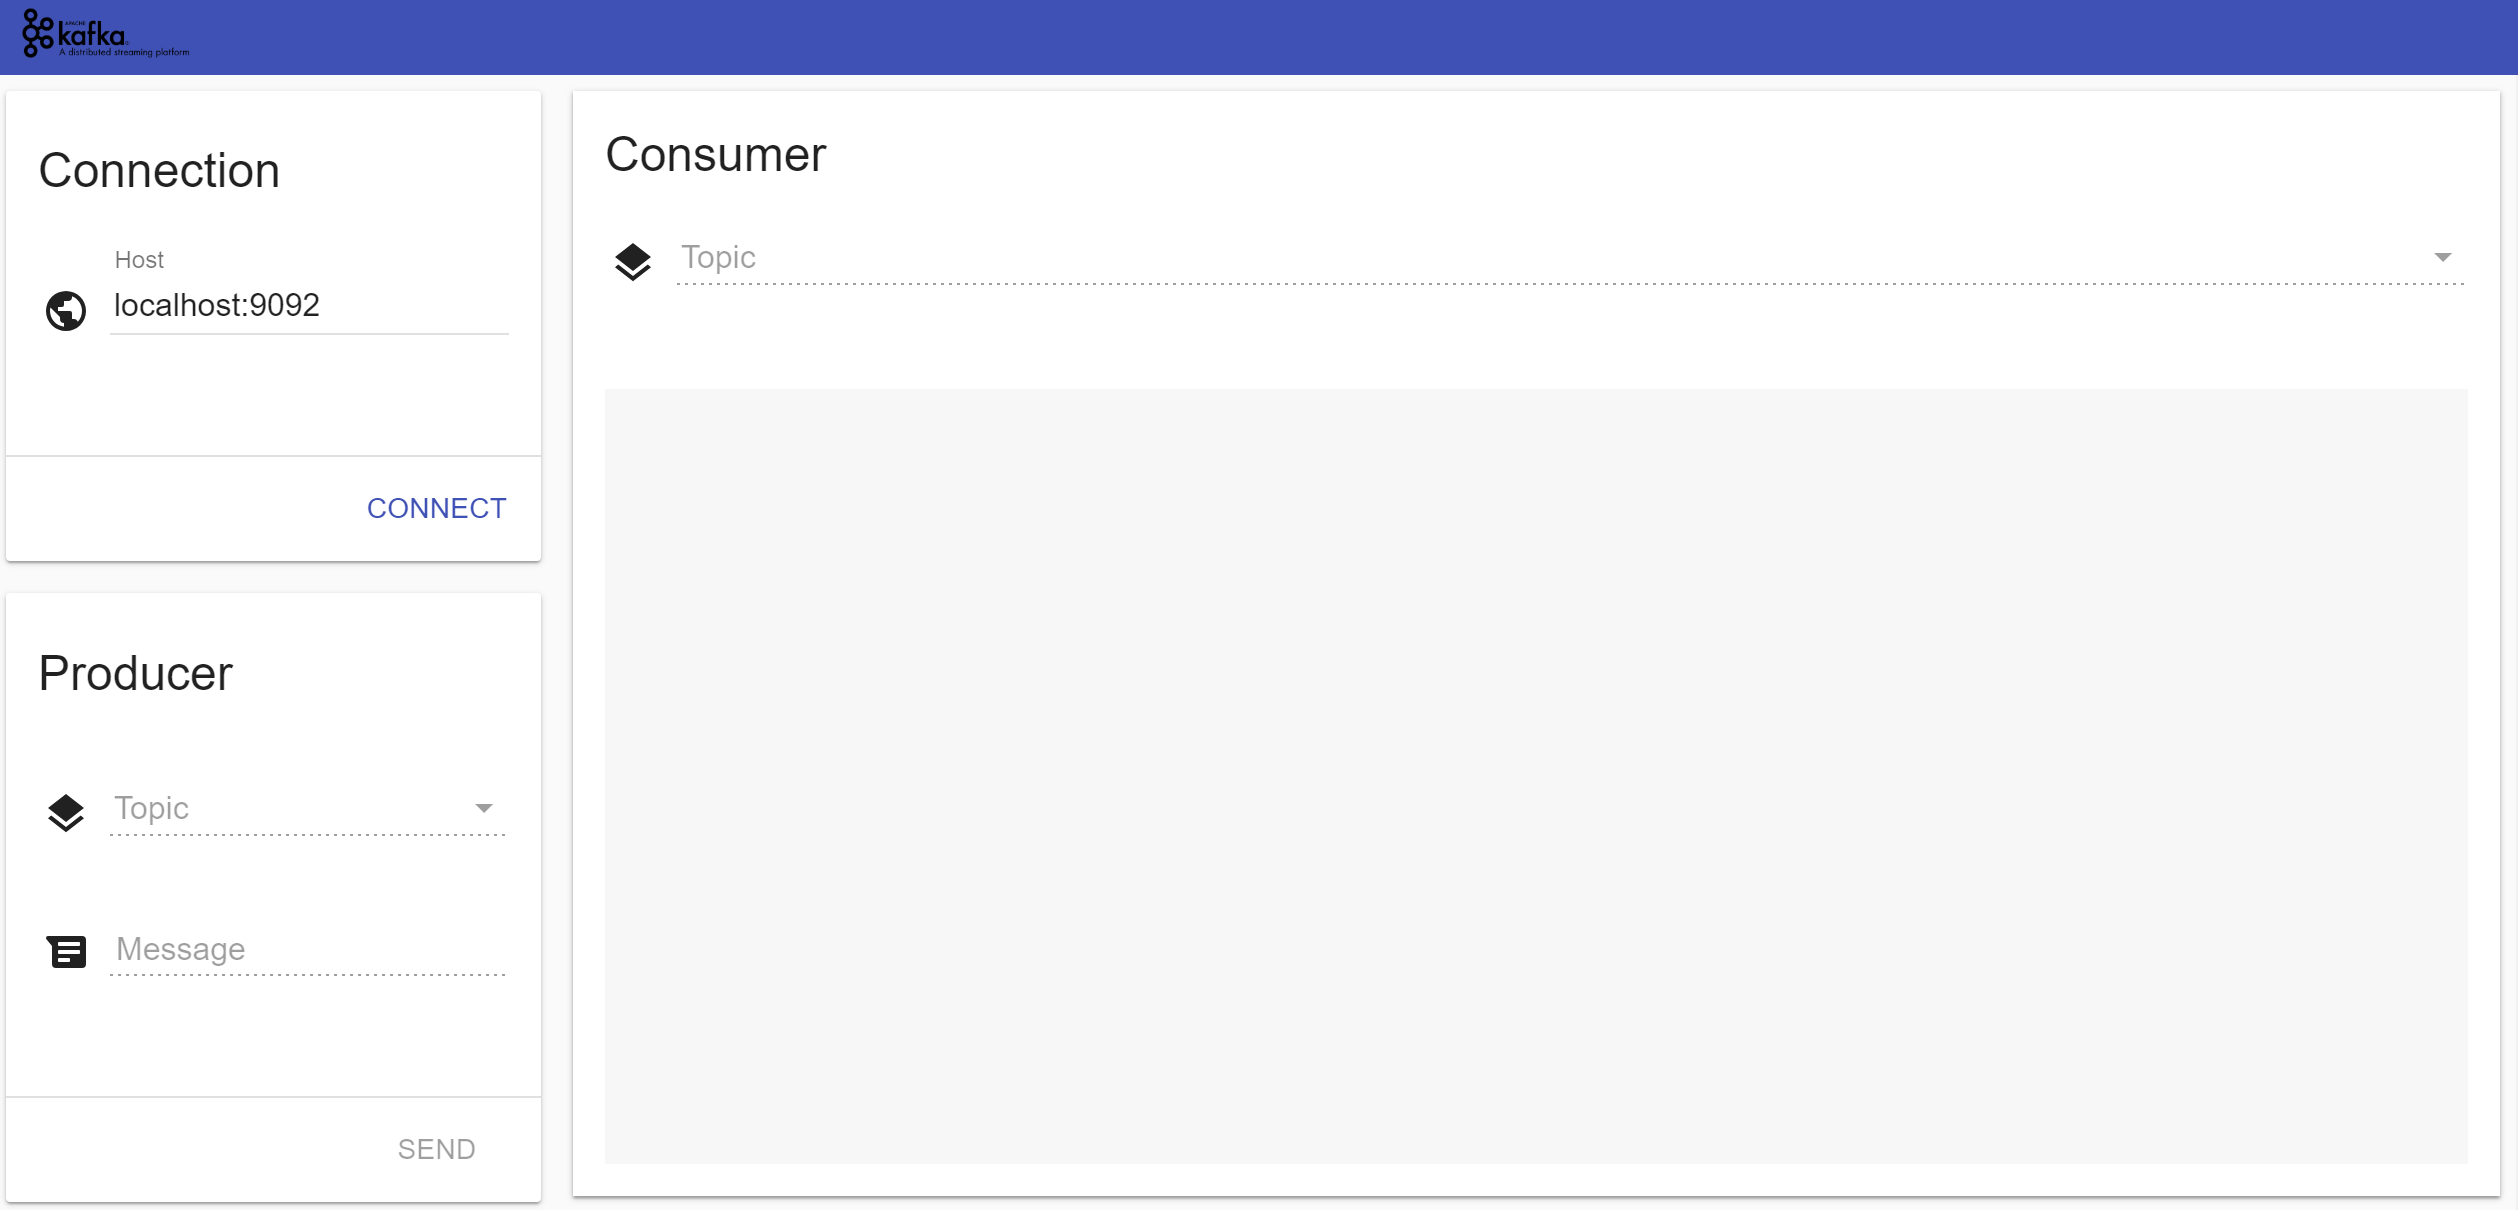 APACHE
kafka®
A distributed streaming platform
Connection
Host
localhost:9092
CONNECT
Producer
Topic
Message
SEND
Consumer
Topic